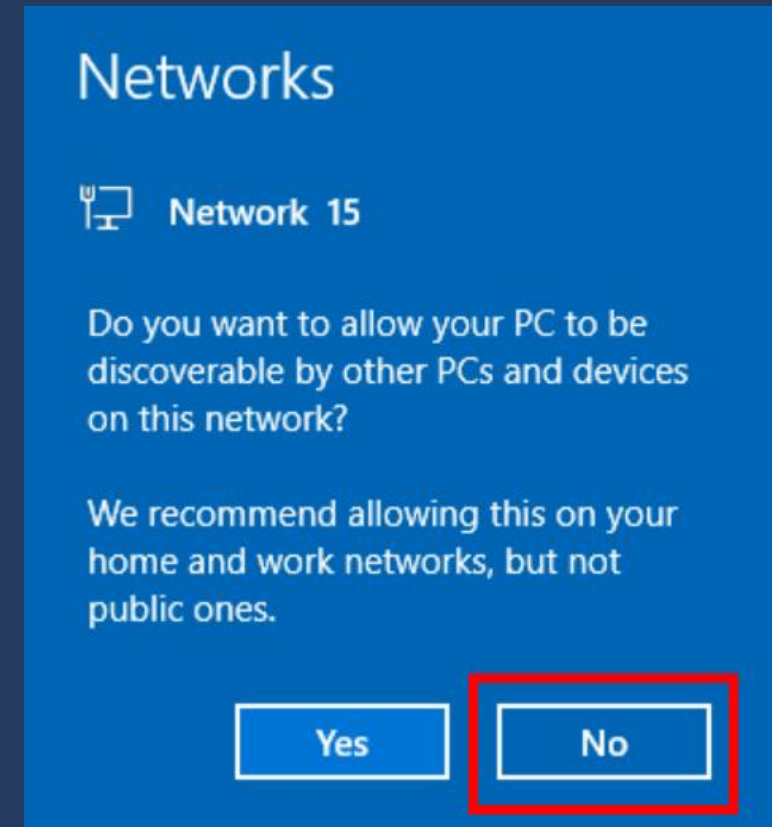 Networks
Network 15
Do you want to allow your PC to be
discoverable by other PCs and devices
on this network?
We recommend allowing this on your
home and work networks, but not
public ones.
Yes No